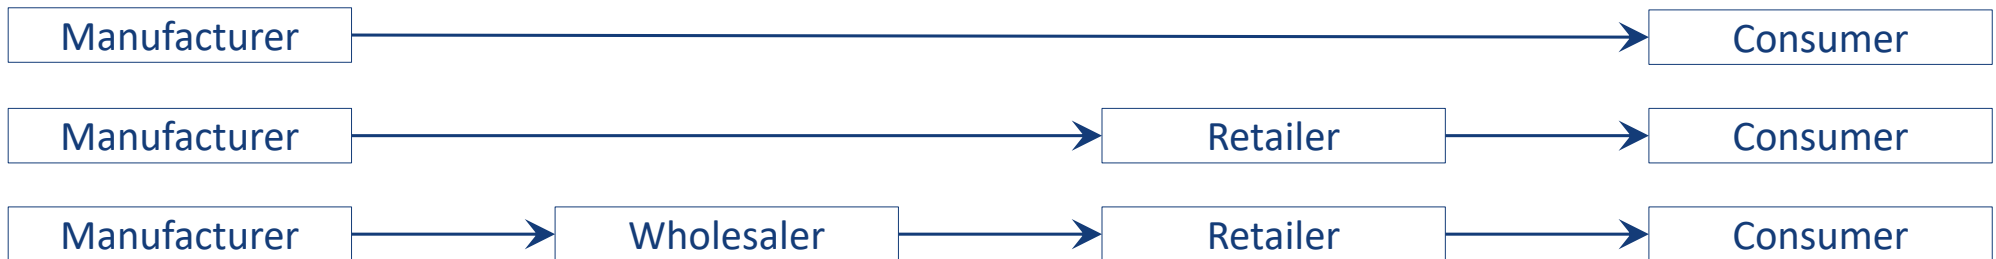 Manufacturer Consumer
Manufacturer Retailer Consumer
Manufacturer Wholesaler Retailer Consumer